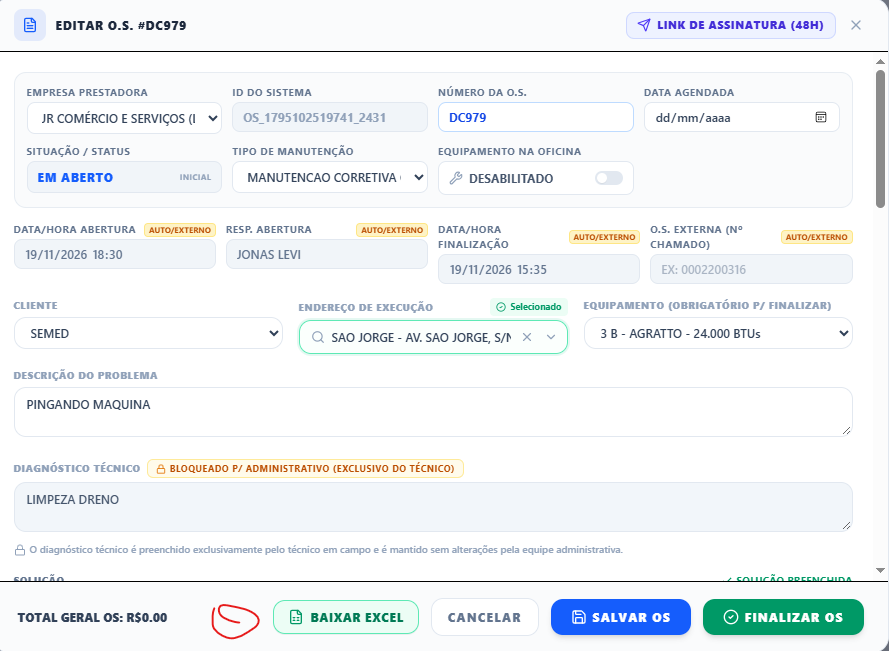 EDITAR O.S. #DC979
LINK DE ASSINATURA (48H)
EMPRESA PRESTADORA
ID DO SISTEMA
NÚMERO DA O.S.
DATA AGENDADA
JR COMÉRCIO E SERVIÇOS (I
OS_1795102519741_2431
DC979
dd/mm/aaaa
SITUAÇÃO / STATUS
TIPO DE MANUTENÇÃO
EQUIPAMENTO NA OFICINA
EM ABERTO
INICIAL
MANUTENCAO CORRETIVA
DESABILITADO
DATA/HORA ABERTURA
AUTO/EXTERNO
RESP. ABERTURA
AUTO/EXTERNO
DATA/HORA
FINALIZAÇÃO
AUTO/EXTERNO
O.S. EXTERNA (Nº
CHAMADO)
AUTO/EXTERNO
19/11/2026 18:30
JONAS LEVI
19/11/2026 15:35
EX: 0002200316
CLIENTE
ENDEREÇO DE EXECUÇÃO
Selecionado
EQUIPAMENTO (OBRIGATÓRIO P/ FINALIZAR)
SEMED
SAO JORGE - AV. SAO JORGE, S/N
3 B - AGRATTO - 24.000 BTUs
DESCRIÇÃO DO PROBLEMA
PINGANDO MAQUINA
DIAGNÓSTICO TÉCNICO
BLOQUEADO P/ ADMINISTRATIVO (EXCLUSIVO DO TÉCNICO)
LIMPEZA DRENO
O diagnóstico técnico é preenchido exclusivamente pelo técnico em campo e é mantido sem alterações pela equipe administrativa.
SOLUÇÃO
✓ SOLUÇÃO PREENCHIDA
TOTAL GERAL OS: R$0.00
BAIXAR EXCEL
CANCELAR
SALVAR OS
FINALIZAR OS